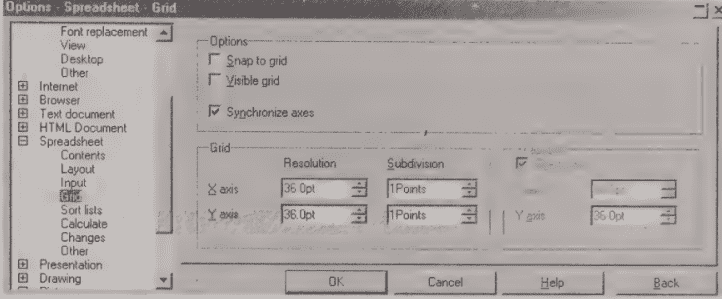 Options - Spreadsheet - Grid
Font replacement
View
Desktop
Other
Internet
Browser
Text document
HTML Document
Spreadsheet
Contents
Layout
Input
Grid
Sort lists
Calculate
Changes
Other
Presentation
Drawing
Options
Snap to grid
Visible grid
Synchronize axes
Grid
Resolution Subdivision
X axis 36.0pt 1Points
Y axis 36.0pt 1Points Y axis 36.0pt
OK Cancel Help Back